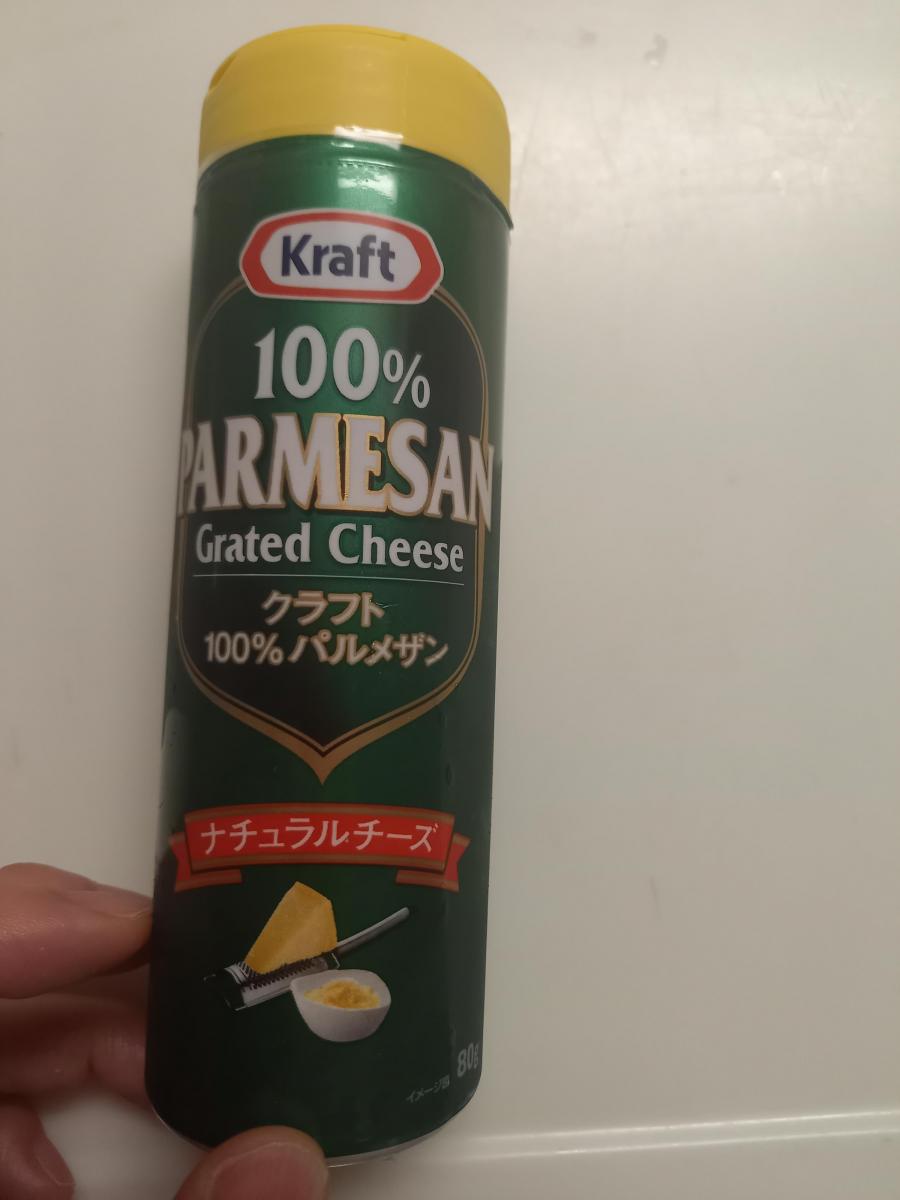 Kraft
100%
PARMESAN
Grated Cheese
クラフト
100% パルメザン
ナチュラルチーズ
80g
イメージ図